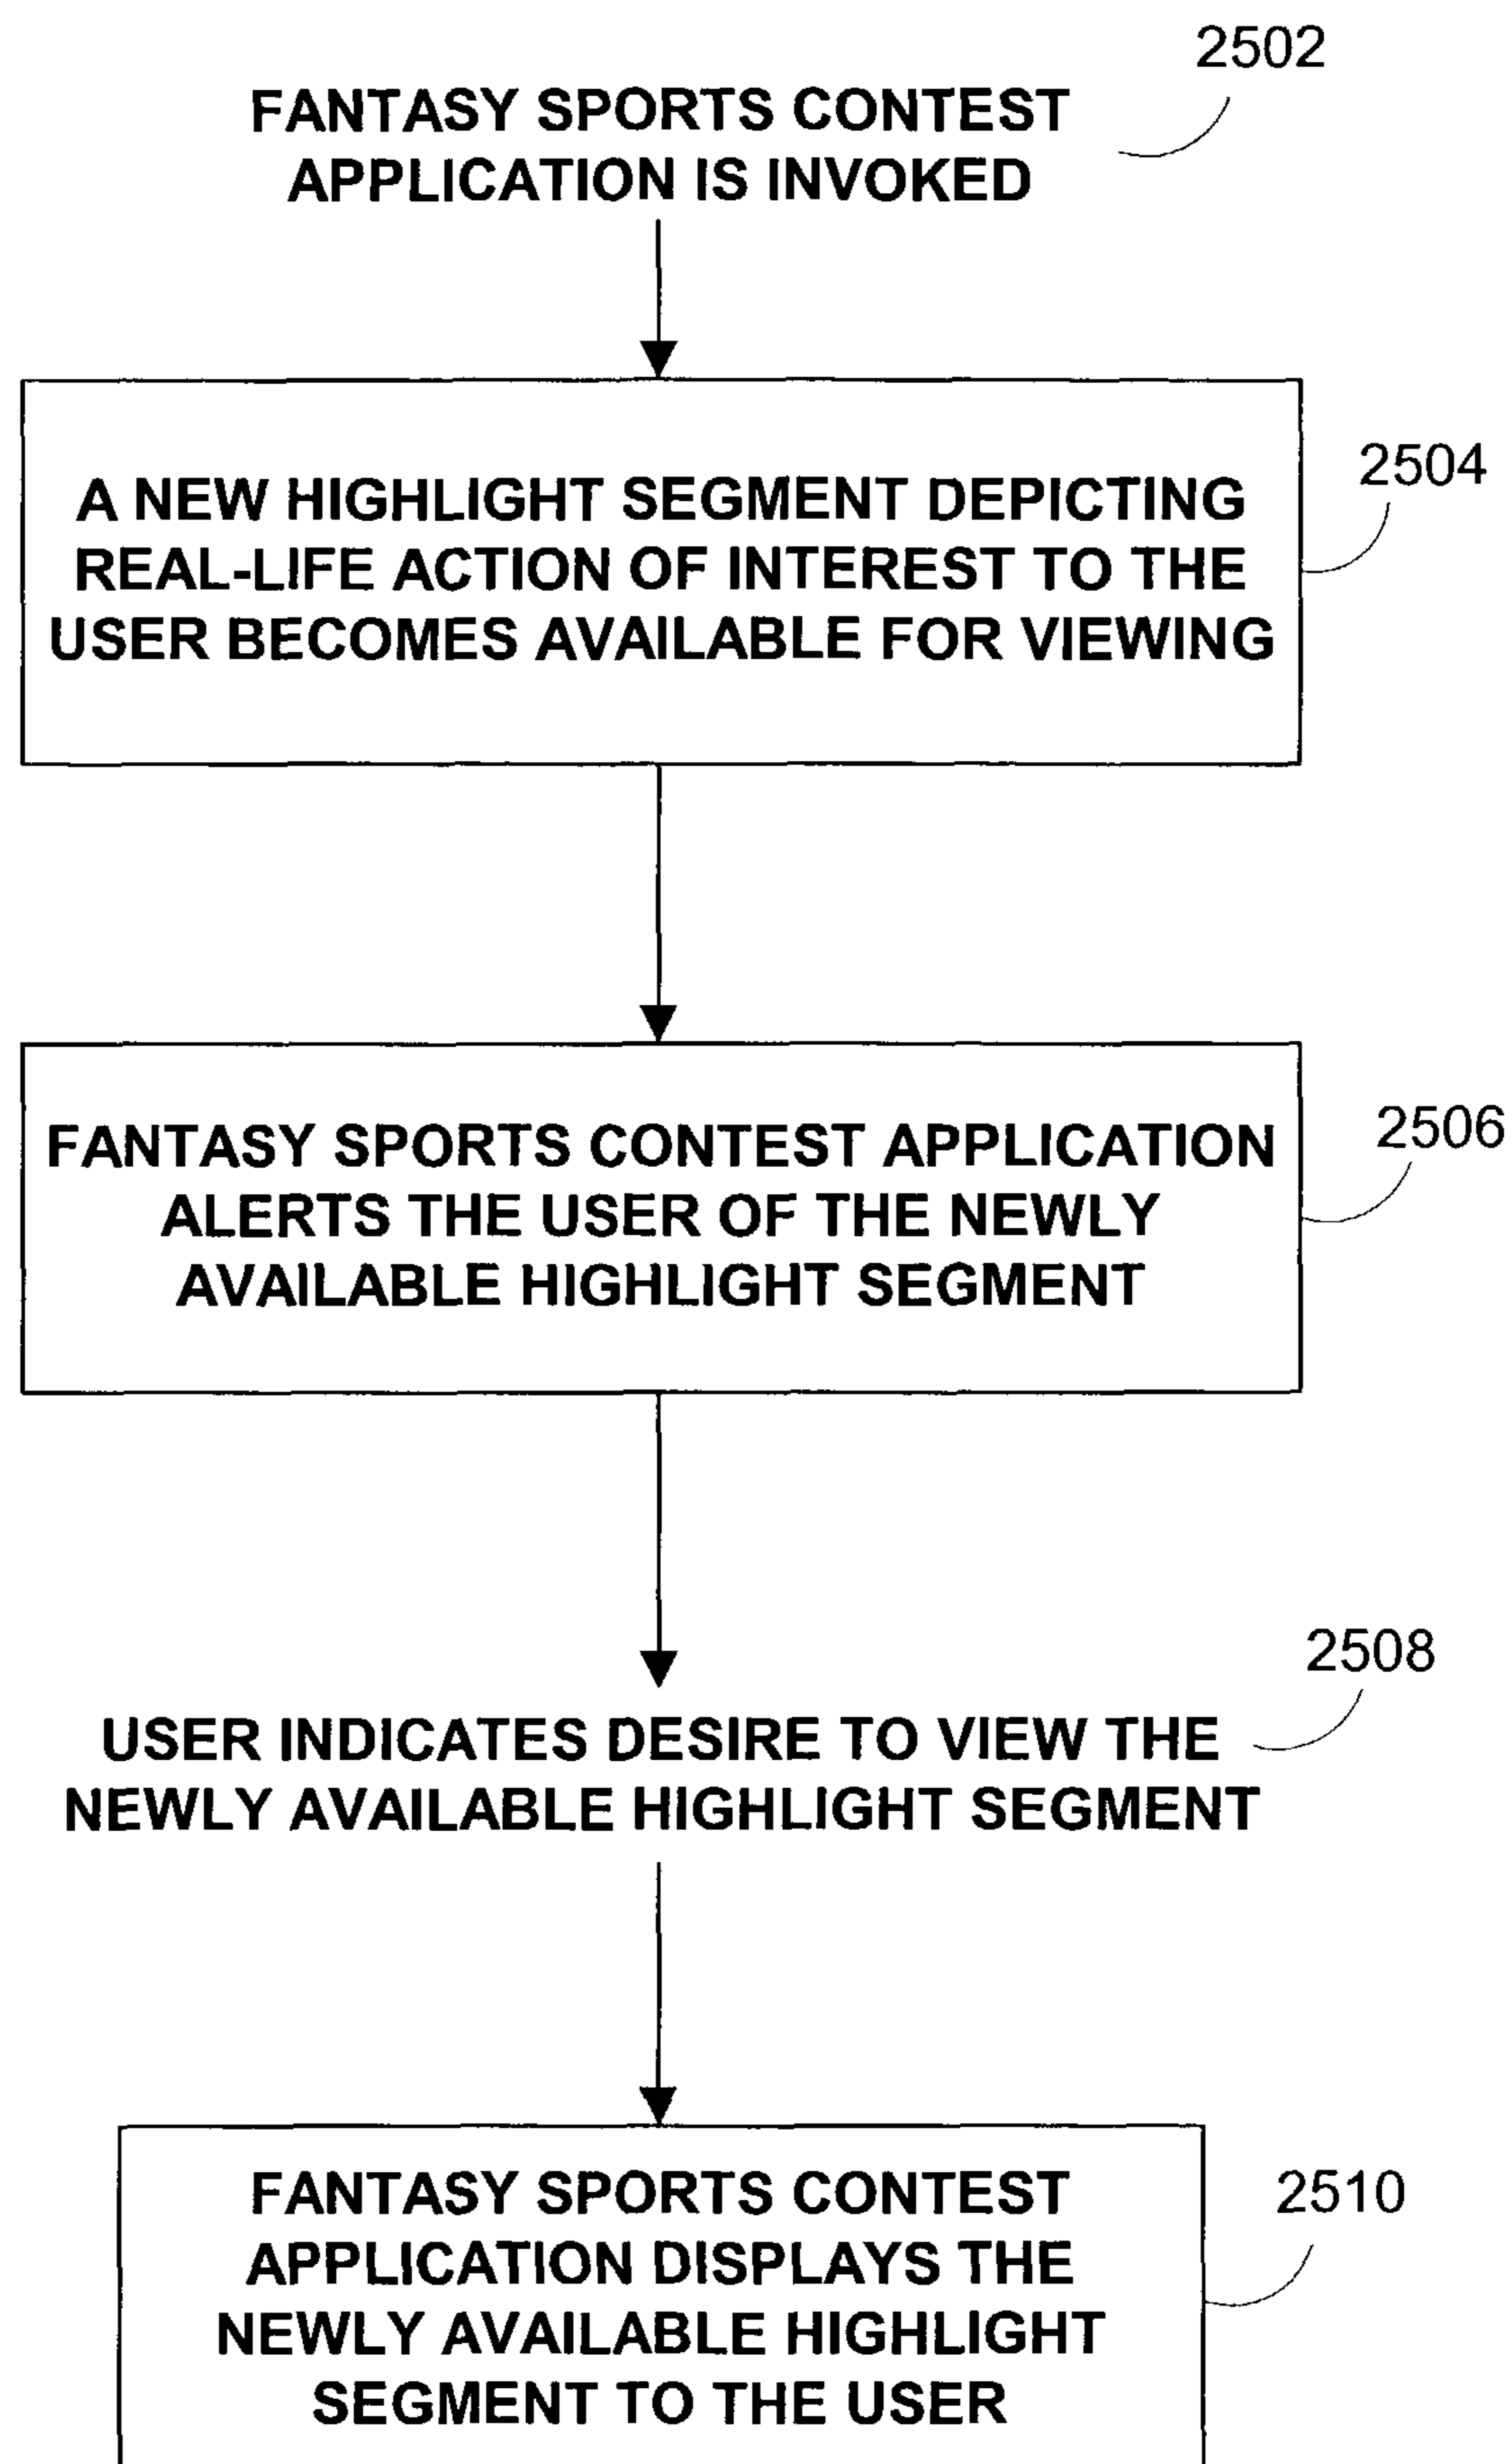 2502
FANTASY SPORTS CONTEST
APPLICATION IS INVOKED
2504
A NEW HIGHLIGHT SEGMENT DEPICTING
REAL-LIFE ACTION OF INTEREST TO THE
USER BECOMES AVAILABLE FOR VIEWING
2506
FANTASY SPORTS CONTEST APPLICATION
ALERTS THE USER OF THE NEWLY
AVAILABLE HIGHLIGHT SEGMENT
2508
USER INDICATES DESIRE TO VIEW THE
NEWLY AVAILABLE HIGHLIGHT SEGMENT
2510
FANTASY SPORTS CONTEST
APPLICATION DISPLAYS THE
NEWLY AVAILABLE HIGHLIGHT
SEGMENT TO THE USER